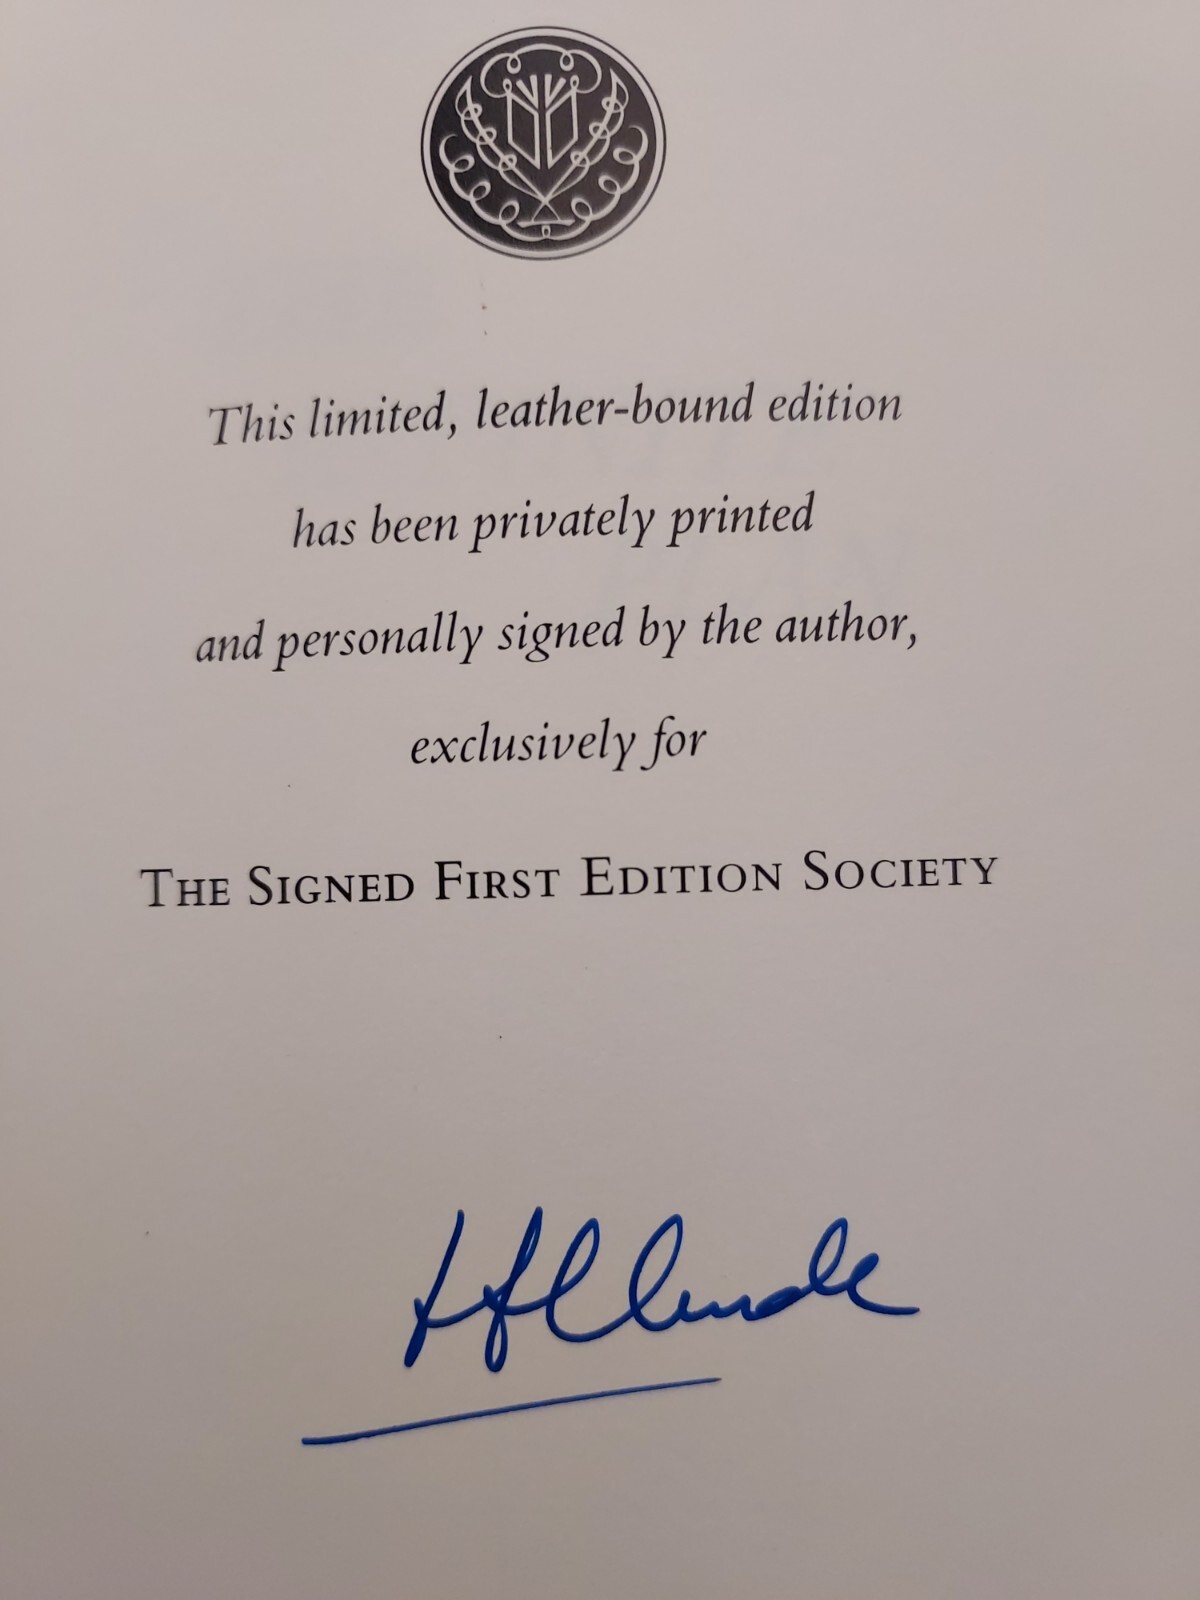 This limited, leather-bound edition
has been privately printed
and personally signed by the author,
exclusively for
THE SIGNED FIRST EDITION SOCIETY